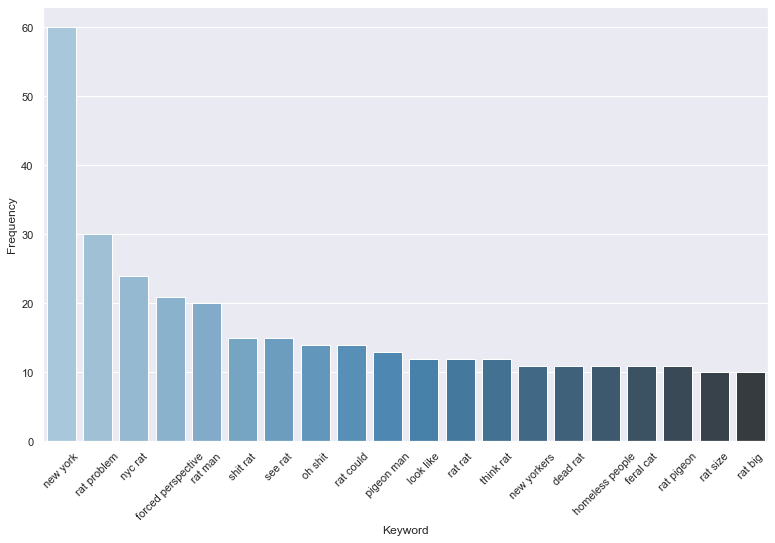 60
50
40
30
20
10
0
Frequency
new york
rat problem
nyc rat
forced perspective
rat man
shit rat
see rat
oh shit
rat could
pigeon man
look like
rat rat
think rat
new yorkers
dead rat
homeless people
feral cat
rat pigeon
rat size
rat big
Keyword